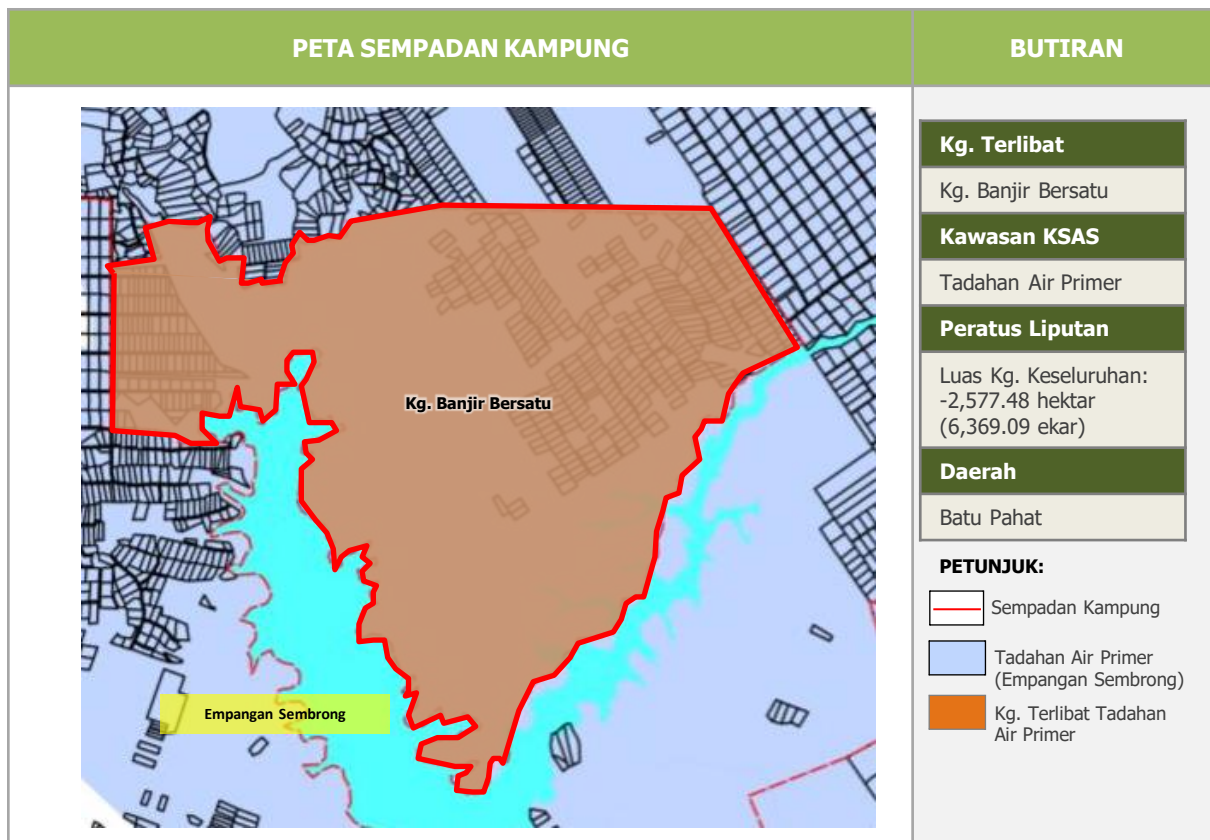 PETA SEMPADAN KAMPUNG
BUTIRAN
Kg. Banjir Bersatu
Empangan Sembrong
Kg. Terlibat
Kg. Banjir Bersatu
Kawasan KSAS
Tadahan Air Primer
Peratus Liputan
Luas Kg. Keseluruhan:
-2,577.48 hektar
(6,369.09 ekar)
Daerah
Batu Pahat
PETUNJUK:
Sempadan Kampung
Tadahan Air Primer
(Empangan Sembrong)
Kg. Terlibat Tadahan
Air Primer